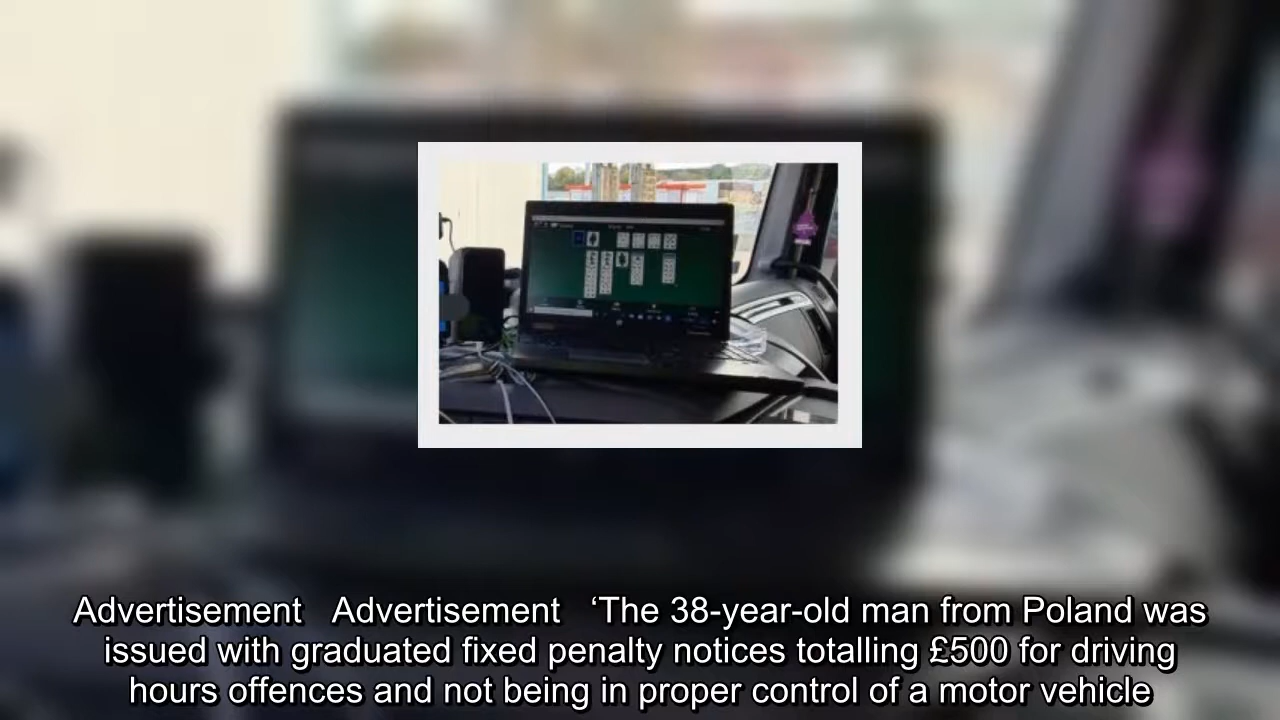 Advertisement   Advertisement   ‘The 38-year-old man from Poland was
issued with graduated fixed penalty notices totalling £500 for driving
hours offences and not being in proper control of a motor vehicle